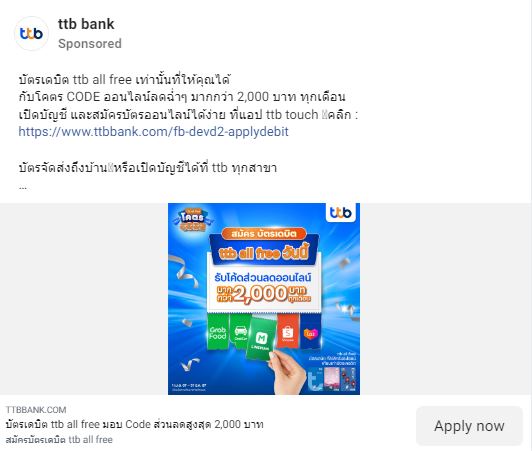 ttb bank
Sponsored
บัตรเดบิต ttb all free เท่านั้นที่ให้คุณได้
กับโคตร CODE ออนไลน์ลดฉ่ำๆ มากกว่า 2,000 บาท ทุกเดือน
เปิดบัญชี และสมัครบัตรออนไลน์ได้ง่าย ที่แอป ttb touch คลิก :
https://www.ttbbank.com/fb-devd2-applydebit
บัตรจัดส่งถึงบ้าน หรือเปิดบัญชีได้ที่ ttb ทุกสาขา
...
โคตร
ttb
สมัคร บัตรเดบิต
ttb all free วันนี้
รับโค้ดส่วนลดออนไลน์
มากกว่า 2,000 บาท ทุกเดือน
Grab Food
LINEMAN
Shopee
ttb
TTBBANK.COM
บัตรเดบิต ttb all free มอบ Code ส่วนลดสูงสุด 2,000 บาท
สมัครบัตรเดบิต ttb all free
Apply now